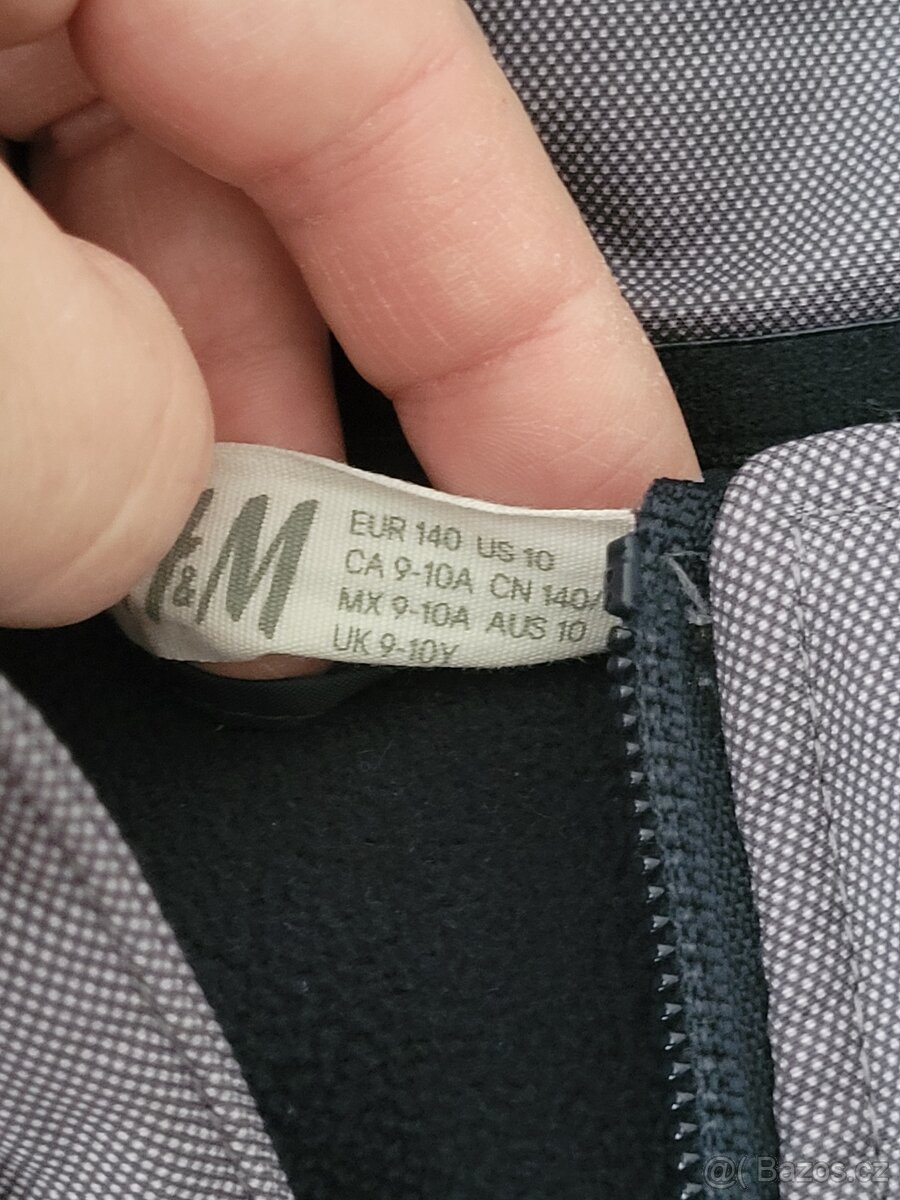 H&M
EUR 140 US 10
CA 9-10A CN 140/
MX 9-10A AUS 10
UK 9-10Y
@( Bazos.cz